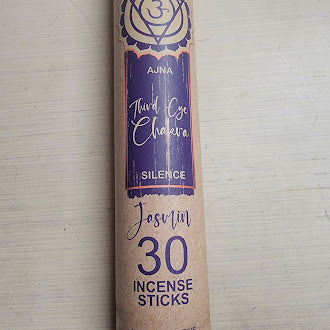 AJNA
Third Eye
Chakra
SILENCE
Jasmin
30
INCENSE
STICKS